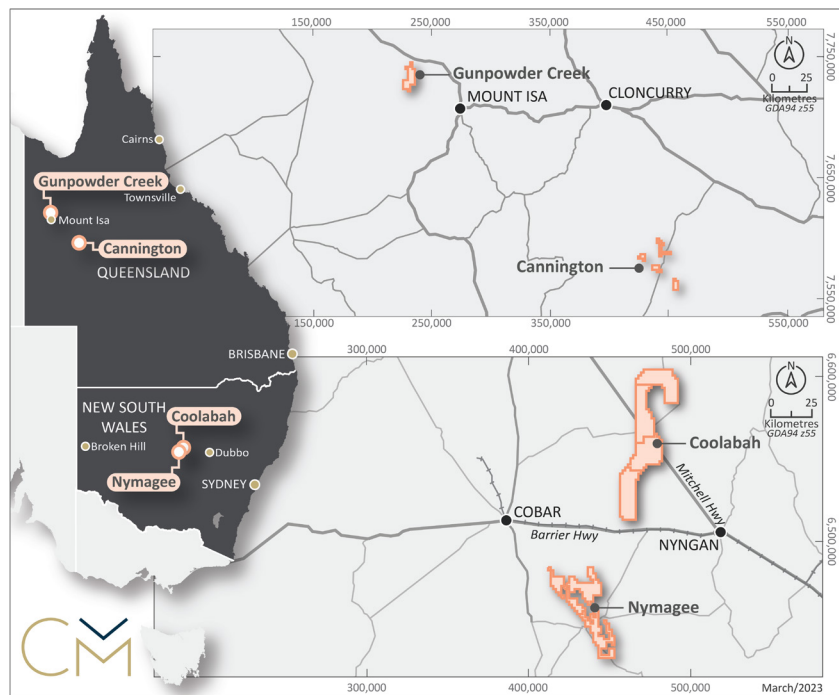 150,000
250,000
350,000
450,000
550,000
7,750,000
7,650,000
7,550,000
N
0 25
Kilometres
GDA94 z55
Gunpowder Creek
MOUNT ISA
CLONCURRY
Cannington
150,000
250,000
350,000
550,000
Cairns
Gunpowder Creek
Townsville
Mount Isa
Cannington
QUEENSLAND
BRISBANE
NEW SOUTH
WALES
Coolabah
Broken Hill
Dubbo
Nymagee
SYDNEY
300,000
400,000
500,000
6,600,000
6,500,000
N
0 25
Kilometres
GDA94 z55
Coolabah
Mitchell Hwy
COBAR
Barrier Hwy
NYNGAN
Nymagee
300,000
400,000
500,000
March/2023
CM